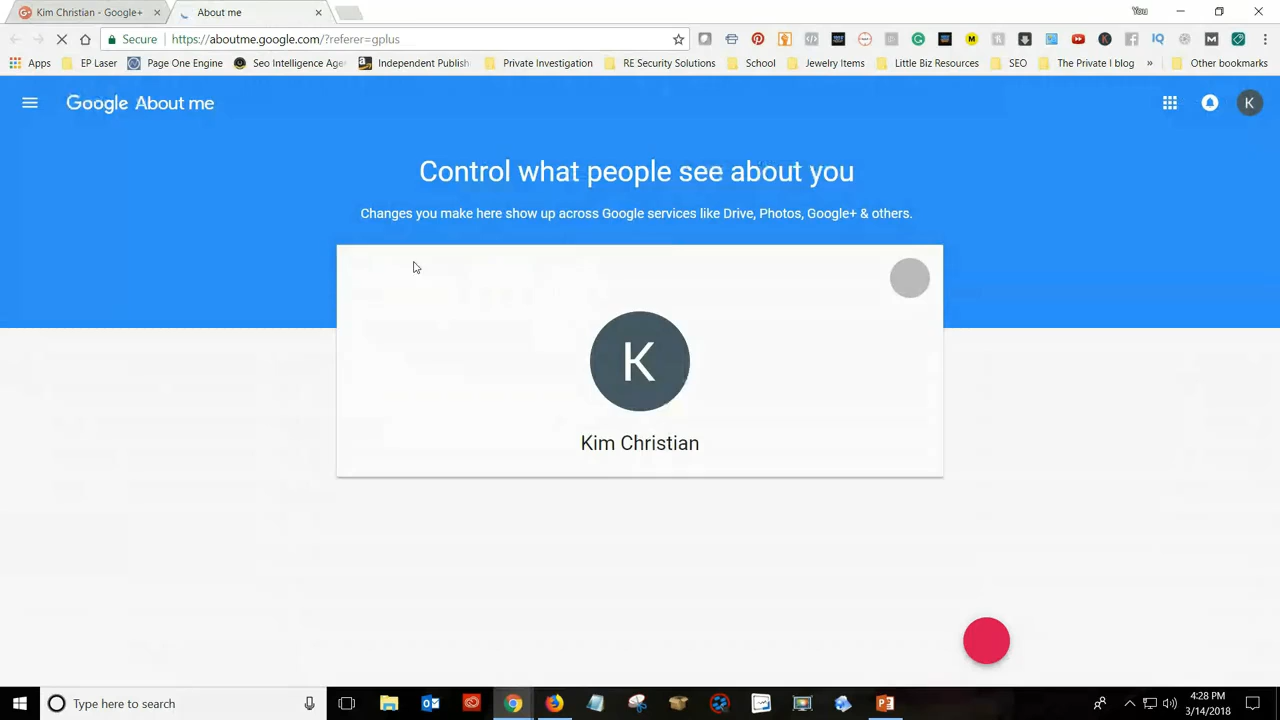 Kim Christian - Google+
About me
You
Secure
https://aboutme.google.com/?referer=gplus
Apps
EP Laser
Page One Engine
Seo Intelligence Age
Independent Publish
Private Investigation
RE Security Solutions
School
Jewelry Items
Little Biz Resources
SEO
The Private I blog
»
Other bookmarks
Google About me
K
Control what people see about you
Changes you make here show up across Google services like Drive, Photos, Google+ & others.
K
Kim Christian
Type here to search
4:28 PM
3/14/2018